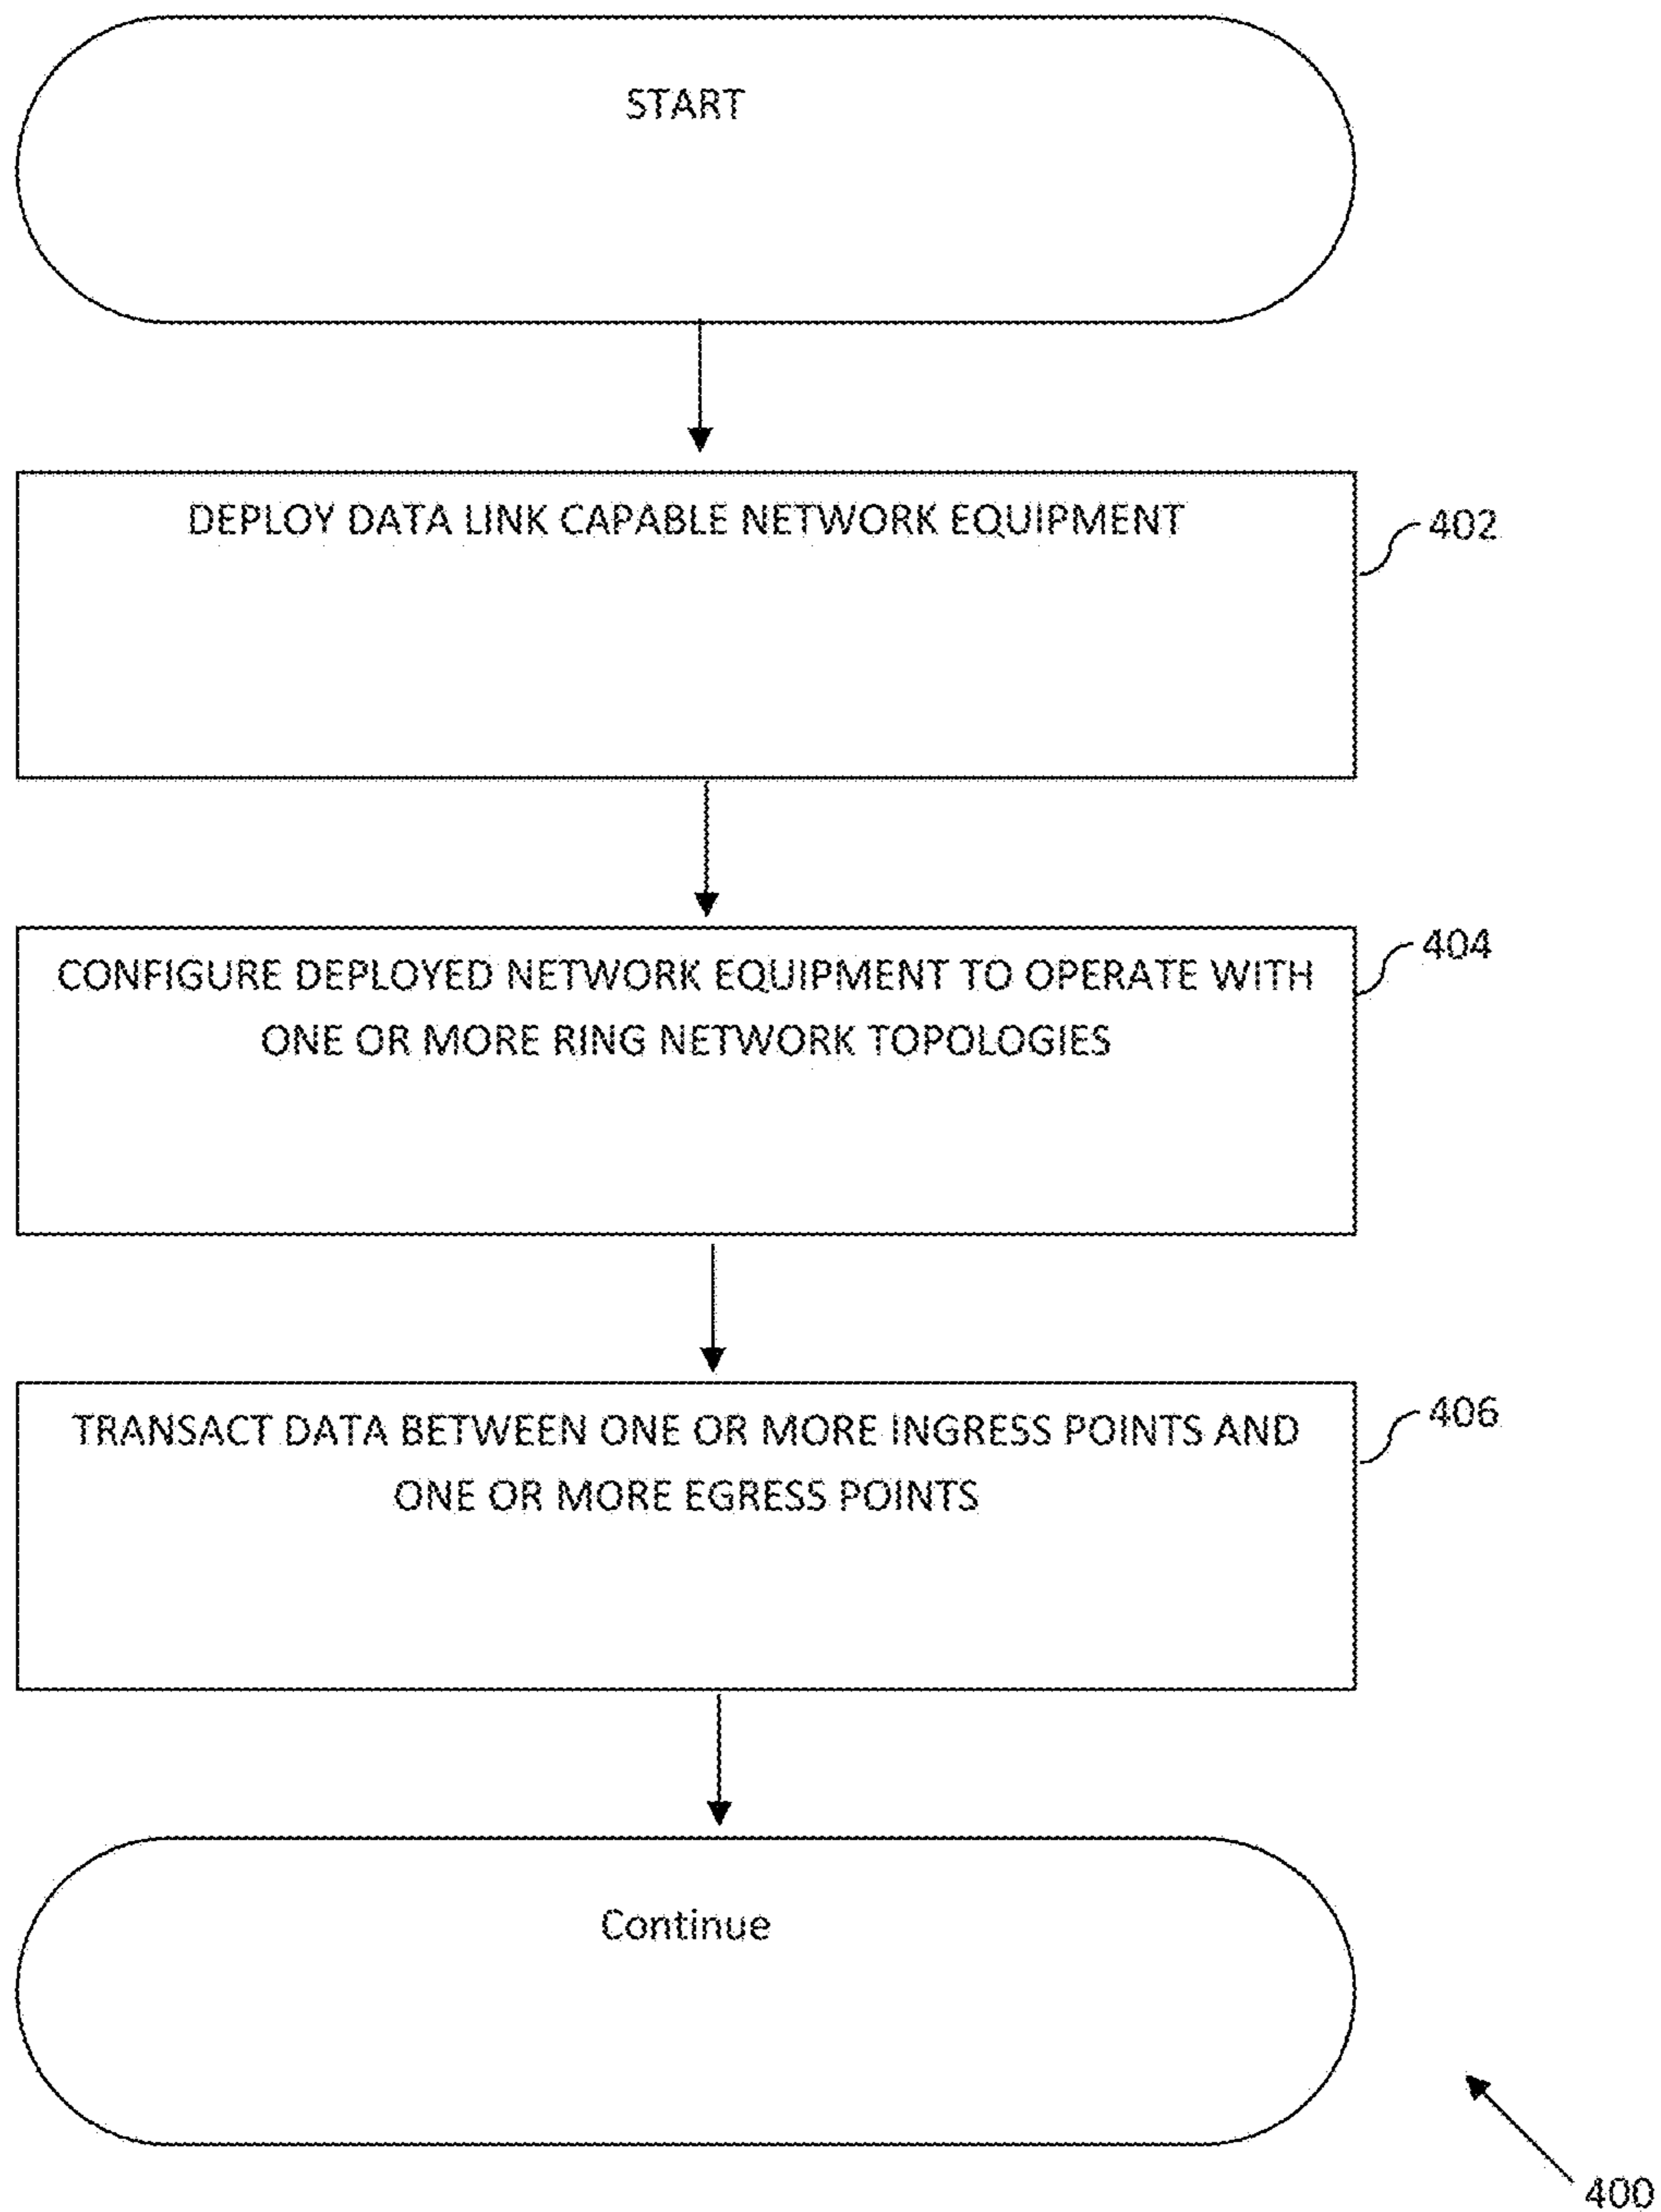 START
DEPLOY DATA LINK CAPABLE NETWORK EQUIPMENT
402
CONFIGURE DEPLOYED NETWORK EQUIPMENT TO OPERATE WITH
ONE OR MORE RING NETWORK TOPOLOGIES
404
TRANSACT DATA BETWEEN ONE OR MORE INGRESS POINTS AND
ONE OR MORE EGRESS POINTS
406
Continue
400